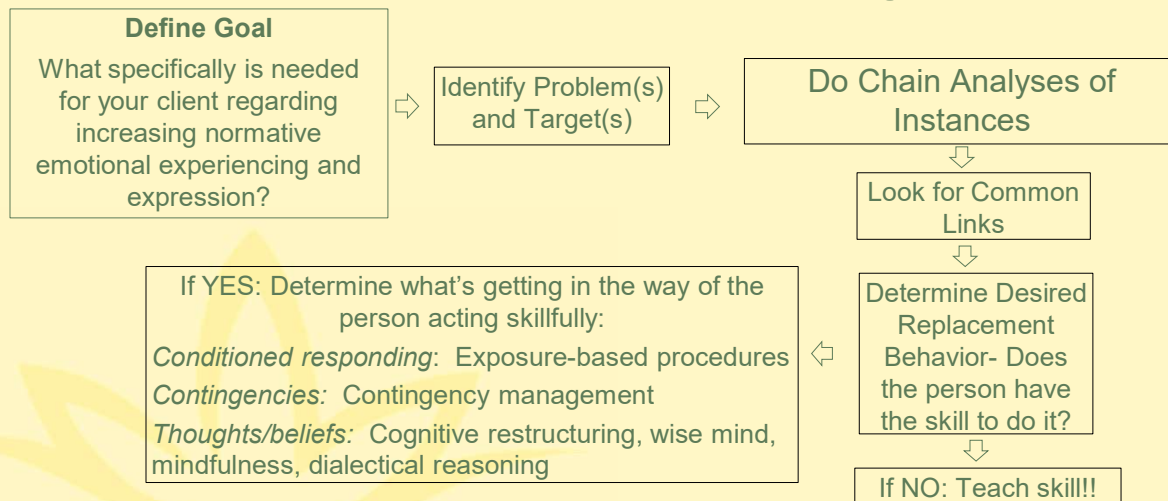 Define Goal
What specifically is needed
for your client regarding
increasing normative
emotional experiencing and
expression?
Identify Problem(s)
and Target(s)
Do Chain Analyses of
Instances
Look for Common
Links
Determine Desired
Replacement
Behavior- Does
the person have
the skill to do it?
If YES: Determine what's getting in the way of the
person acting skillfully:
Conditioned responding: Exposure-based procedures
Contingencies: Contingency management
Thoughts/beliefs: Cognitive restructuring, wise mind,
mindfulness, dialectical reasoning
If NO: Teach skill!!